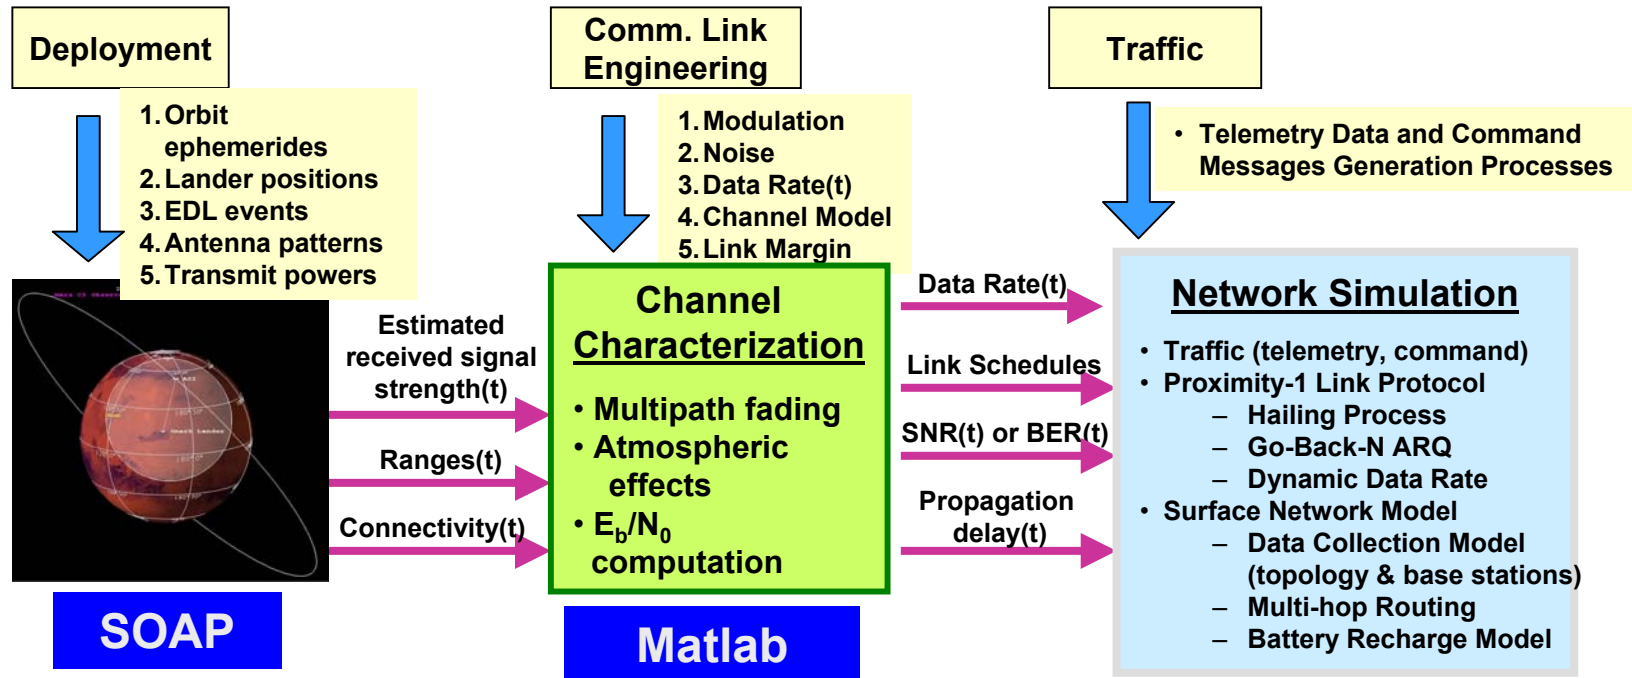 Deployment
1. Orbit
ephemerides
2. Lander positions
3. EDL events
4. Antenna patterns
5. Transmit powers
SOAP
Estimated
received signal
strength(t)
Ranges(t)
Connectivity(t)
Comm. Link
Engineering
1. Modulation
2. Noise
3. Data Rate(t)
4. Channel Model
5. Link Margin
Channel
Characterization
• Multipath fading
• Atmospheric
effects
• Eb/N0
computation
Matlab
Data Rate(t)
Link Schedules
SNR(t) or BER(t)
Propagation
delay(t)
Traffic
• Telemetry Data and Command
Messages Generation Processes
Network Simulation
• Traffic (telemetry, command)
• Proximity-1 Link Protocol
– Hailing Process
– Go-Back-N ARQ
– Dynamic Data Rate
• Surface Network Model
– Data Collection Model
(topology & base stations)
– Multi-hop Routing
– Battery Recharge Model